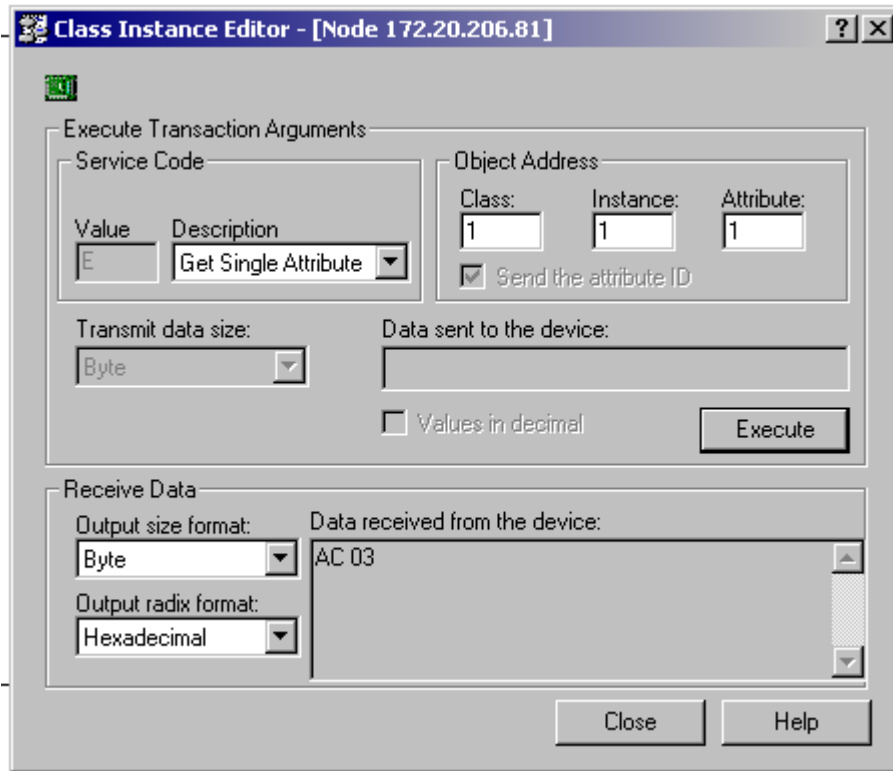 Class Instance Editor - [Node 172.20.206.81]
Execute Transaction Arguments
Service Code
Value Description
E Get Single Attribute
Object Address
Class: Instance: Attribute:
1 1 1
Send the attribute ID
Transmit data size:
Byte
Data sent to the device:
Values in decimal
Execute
Receive Data
Output size format:
Byte
Output radix format:
Hexadecimal
Data received from the device:
AC 03
Close Help